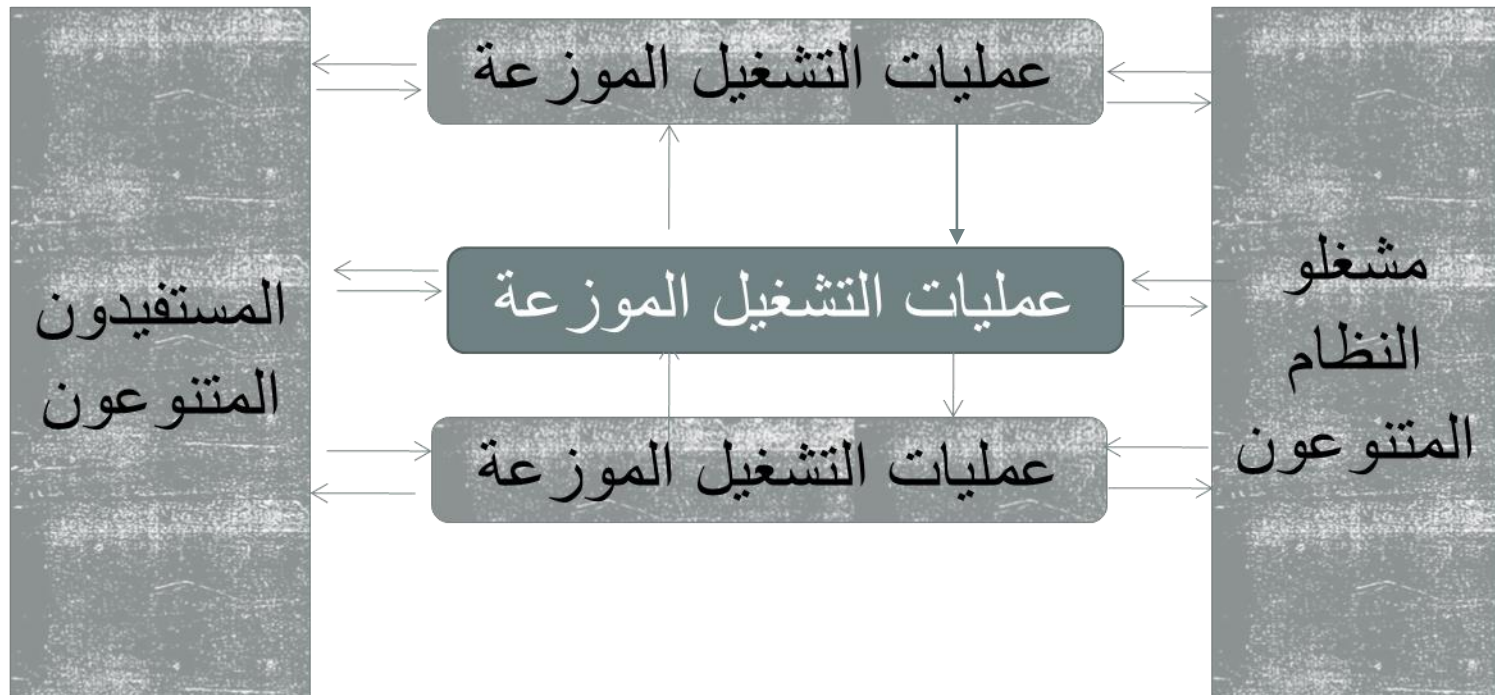 عمليات التشغيل الموزعة
مشغلو
النظام
المتنوعون
عمليات التشغيل الموزعة
المستفيدون
المتنوعون
عمليات التشغيل الموزعة